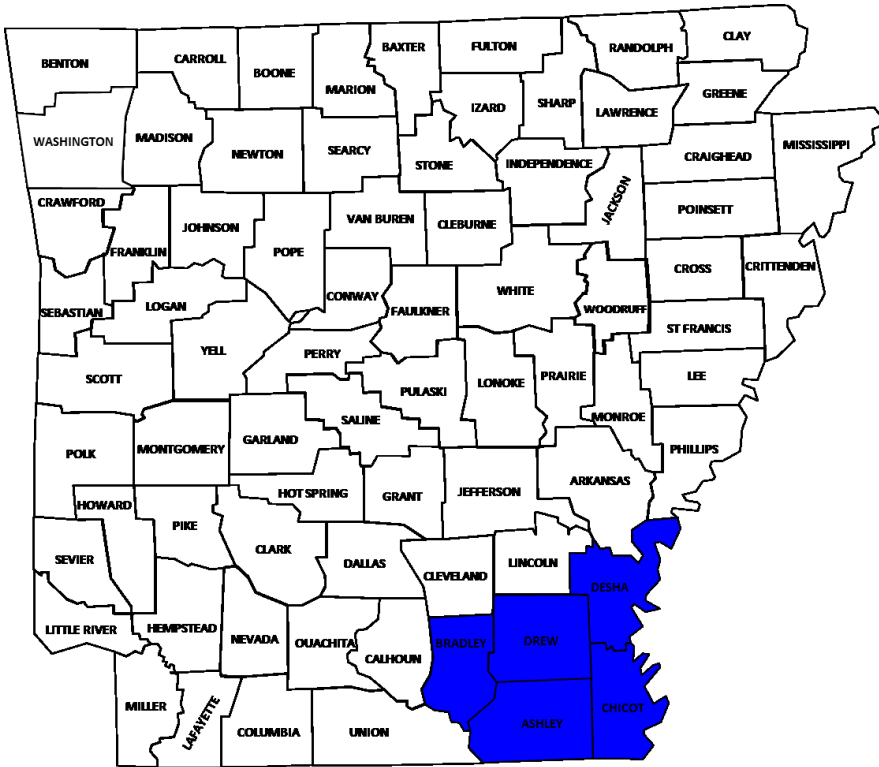 CLAY
BAXTER
FULTON
RANDOLPH
CARROLL
BENTON
BOONE
MARION
GREENE
IZARD
SHARP
LAWRENCE
WASHINGTON
MADISON
MISSISSIPPI
NEWTON
SEARCY
STONE
INDEPENDENCE
CRAIGHEAD
CRAWFORD
JACKSON
POINSETT
VAN BUREN
CLEBURNE
JOHNSON
FRANKLIN
POPE
CROSS
CRITTENDEN
WHITE
CONWAY
LOGAN
SEBASTIAN
FAULKNER
WOODRUFF
ST FRANCIS
YELL
PERRY
SCOTT
PULASKI
LONOKE
PRAIRIE
LEE
SALINE
MONROE
GARLAND
POLK
MONTGOMERY
PHILLIPS
ARKANSAS
HOT SPRING
GRANT
JEFFERSON
HOWARD
PIKE
CLARK
SEVIER
DALLAS
CLEVELAND
LINCOLN
DESHA
LITTLE RIVER
HEMPSTEAD
NEVADA
OUACHITA
BRADLEY
DREW
CALHOUN
MILLER
LAFAYETTE
CHICOT
COLUMBIA
UNION
ASHLEY